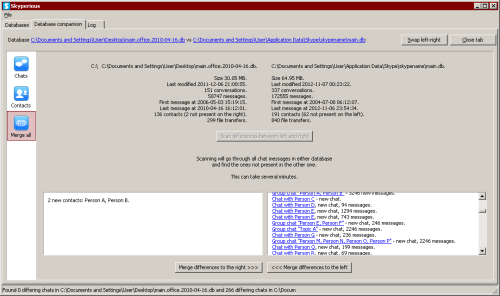 Skyperious
File
Databases Database comparison Log
Database C:\Documents and Settings\User\Desktop\main.office.2010-04-16.db vs C:\Documents and Settings\User\Application Data\Skype\skypename\main.db:
Swap left-right
Close tab
Chats
Contacts
Merge all
C:\ C:\Documents and Settings\User\Desktop\main.office.2010-04-16.db.
Size 30.85 MB.
Last modified 2011-12-06 21:08:55.
151 conversations.
50747 messages.
First message at 2006-05-03 15:19:15.
Last message at 2010-04-16 16:12:01.
136 contacts (2 not present on the right).
299 file transfers.
C:\Documents and Settings\User\Application Data\Skype\skypename\main.db.
Size 64.95 MB.
Last modified 2012-11-07 00:23:22.
337 conversations.
172555 messages.
First message at 2004-07-08 06:12:07.
Last message at 2012-11-06 23:54:34.
191 contacts (62 not present on the left).
840 file transfers.
Scan differences between left and right
Scanning will go through all chat messages in either database
and find the ones not present in the other one.
This can take several minutes.
2 new contacts: Person A, Person B.
Group chat "Person A, Person B" - 3246 new messages.
Chat with Person C - new chat.
Chat with Person D, new chat, 94 messages.
Chat with Person E, new chat, 1294 messages.
Chat with Person E, new chat, 743 messages.
Group chat "Person E, Person F" - new chat, 246 messages.
Group chat "Topic A" - new chat, 2246 messages.
Chat with Person G - new chat, 236 messages.
Group chat "Person M, Person N, Person O, Person P" - new chat, 2246 messages.
Chat with Person Q, new chat, 199 messages.
Chat with Person R, new chat, 69 messages.
Merge differences to the right >>>
<<< Merge differences to the left
Found 0 differing chats in C:\Documents and Settings\User\Desktop\main.office.2010-04-16.db and 266 differing chats in C:\Docum